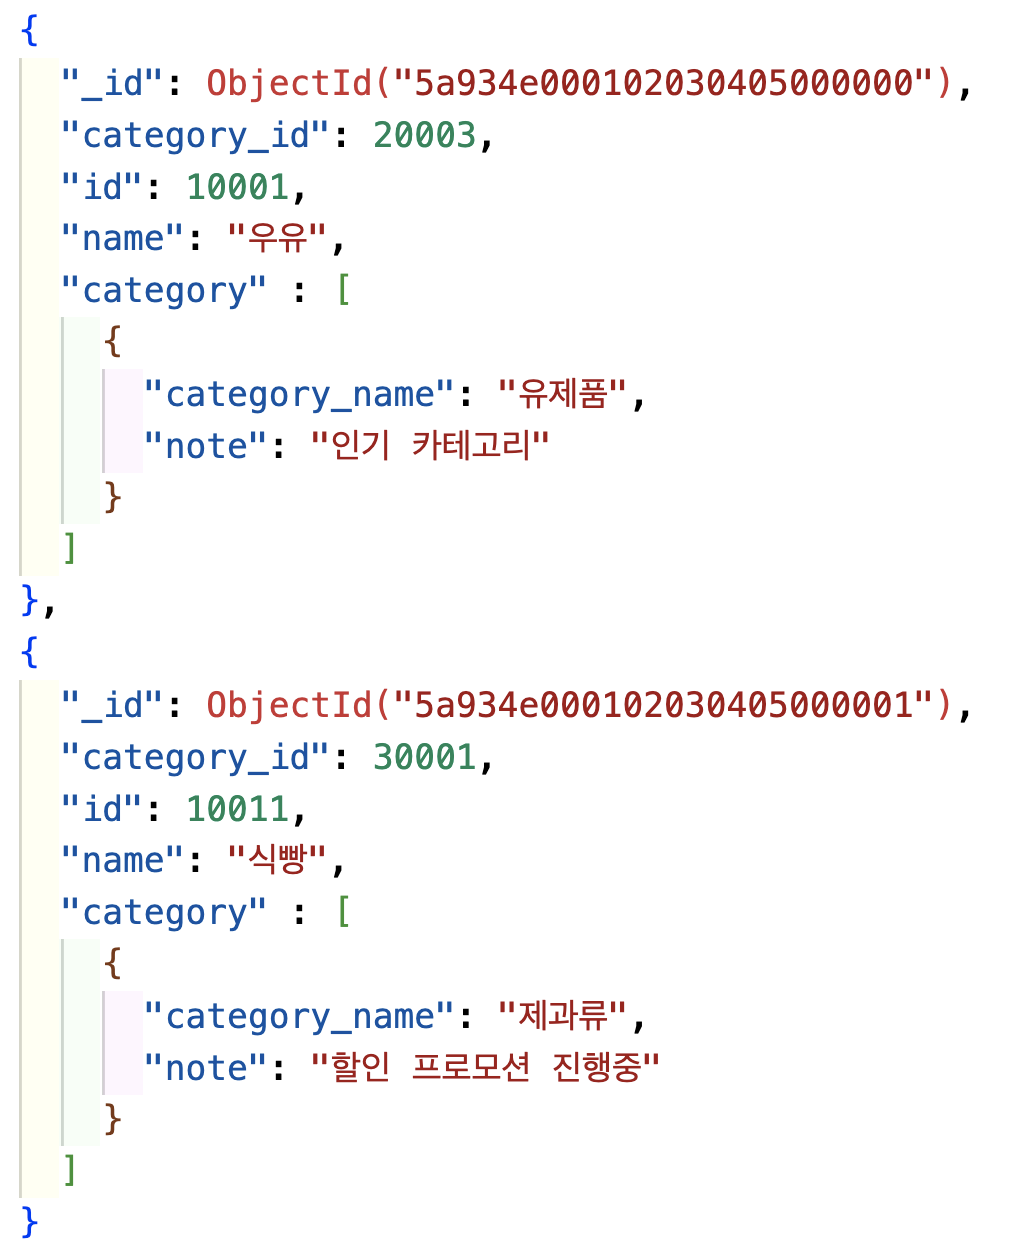 {
"_id": ObjectId("5a934e000102030405000000"),
"category_id": 20003,
"id": 10001,
"name": "우유",
"category" : [
{
"category_name": "유제품",
"note": "인기 카테고리"
}
]
},
{
"_id": ObjectId("5a934e000102030405000001"),
"category_id": 30001,
"id": 10011,
"name": "식빵",
"category" : [
{
"category_name": "제과류",
"note": "할인 프로모션 진행중"
}
]
}